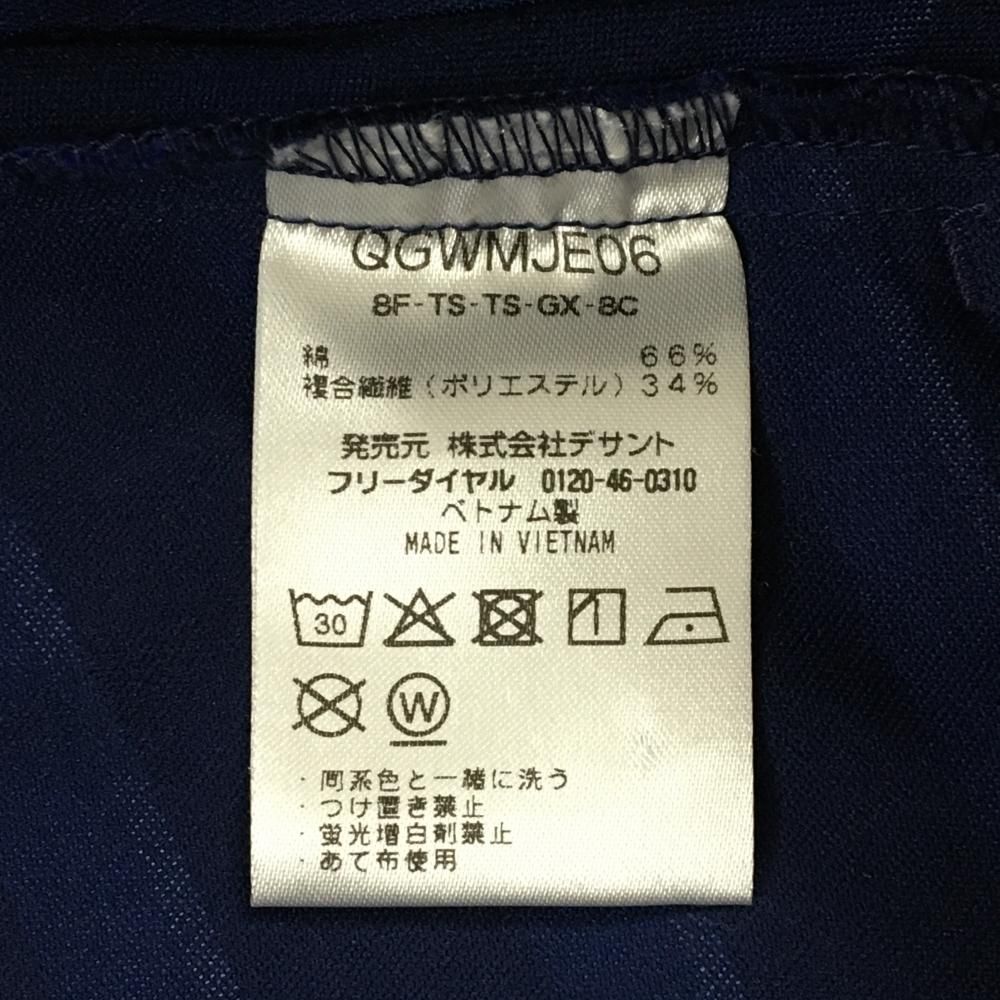 QGWMJE06
8F-TS-TS-GX-8C
綿 66%
複合繊維(ポリエステル)34%
発売元 株式会社デサント
フリーダイヤル 0120-46-0310
ベトナム製
MADE IN VIETNAM
30
W
・同系色と一緒に洗う
・つけ置き禁止
・蛍光増白剤禁止
・あて布使用